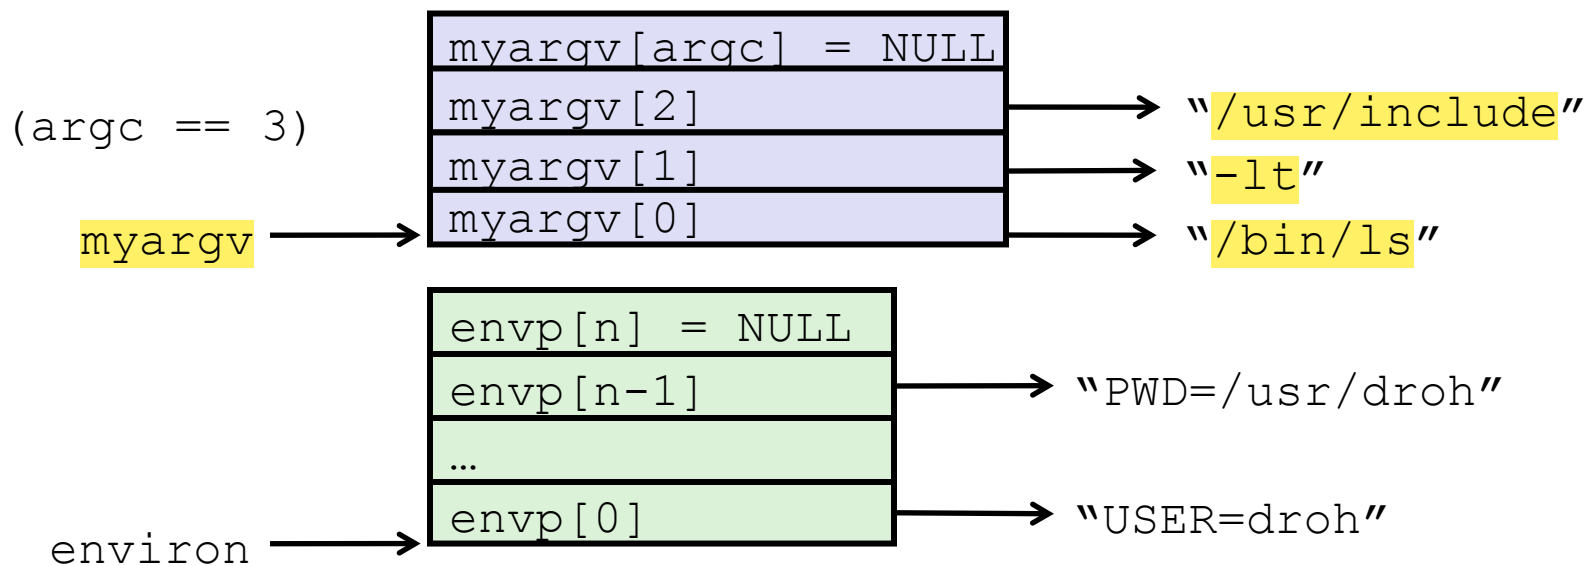 myargv[argc] = NULL
(argc == 3)
myargv[2]
“/usr/include”
myargv[1]
“-lt”
myargv
myargv[0]
“/bin/ls”
envp[n] = NULL
envp[n-1]
“PWD=/usr/droh”
…
envp[0]
“USER=droh”
environ